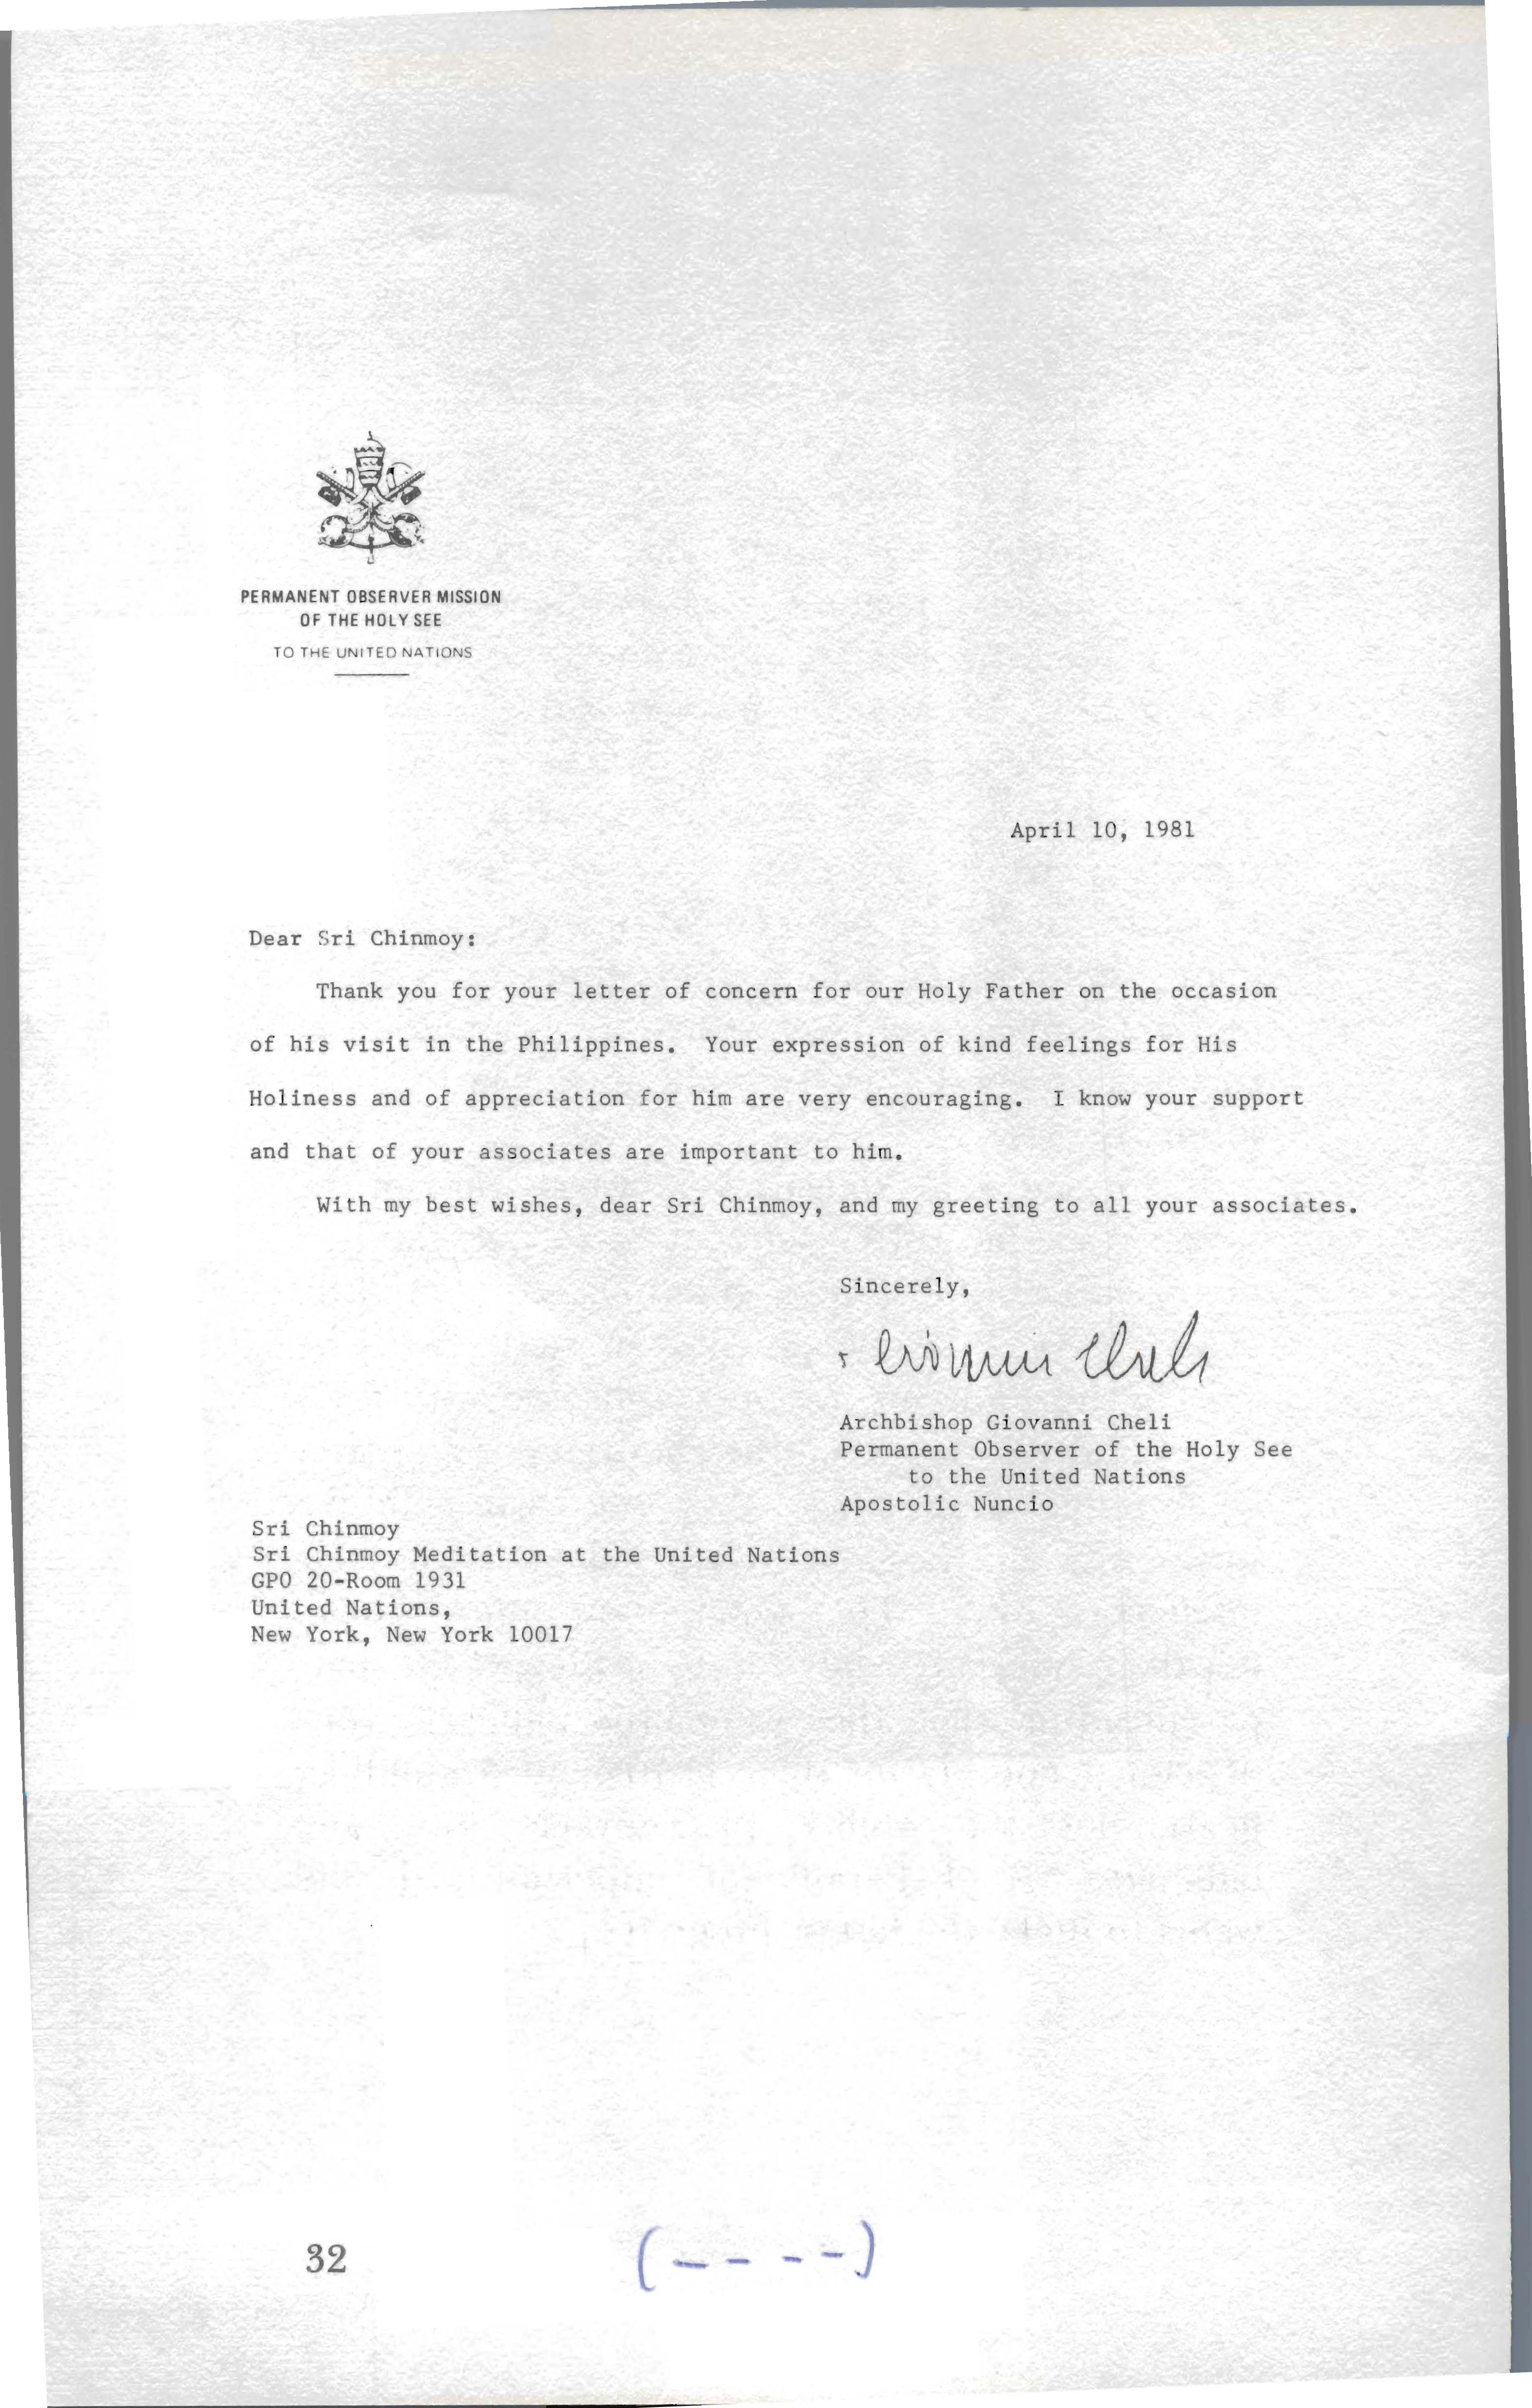 PERMANENT OBSERVER MISSION
OF THE HOLY SEE
TO THE UNITED NATIONS
April 10, 1981
Dear Sri Chinmoy:
Thank you for your letter of concern for our Holy Father on the occasion
of his visit in the Philippines. Your expression of kind feelings for His
Holiness and of appreciation for him are very encouraging. I know your support
and that of your associates are important to him.
With my best wishes, dear Sri Chinmoy, and my greeting to all your associates.
Sincerely,
Giovanni Cheli
Archbishop Giovanni Cheli
Permanent Observer of the Holy See
to the United Nations
Apostolic Nuncio
Sri Chinmoy
Sri Chinmoy Meditation at the United Nations
GPO 20-Room 1931
United Nations,
New York, New York 10017
32
(- - - -)